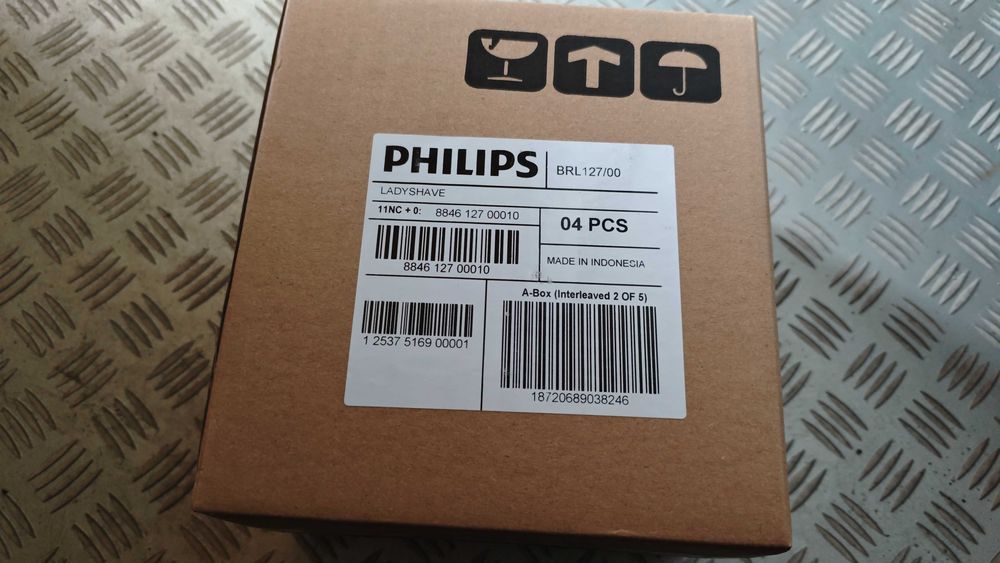 PHILIPS
BRL127/00
LADYSHAVE
11NC + 0: 8846 127 00010
04 PCS
8846 127 00010
MADE IN INDONESIA
A-Box (Interleaved 2 OF 5)
1 2537 5169 00001
18720689038246